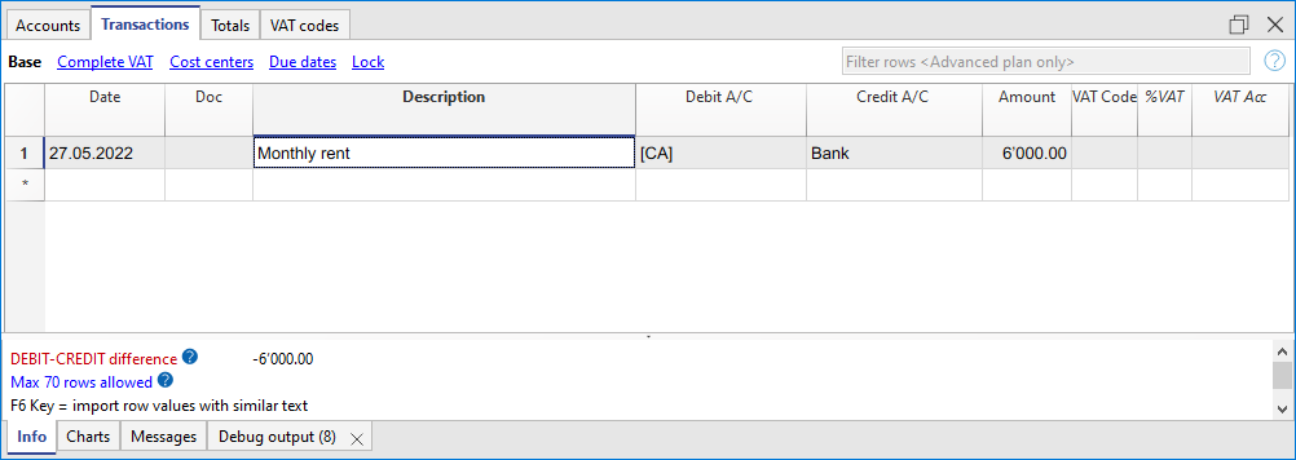 Accounts Transactions Totals VAT codes
Base Complete VAT Cost centers Due dates Lock Filter rows <Advanced plan only> ?
Date Doc Description Debit A/C Credit A/C Amount VAT Code %VAT VAT Acc
1 27.05.2022 Monthly rent [CA] Bank 6'000.00
*
DEBIT-CREDIT difference ? -6'000.00
Max 70 rows allowed ?
F6 Key = import row values with similar text
Info Charts Messages Debug output (8)